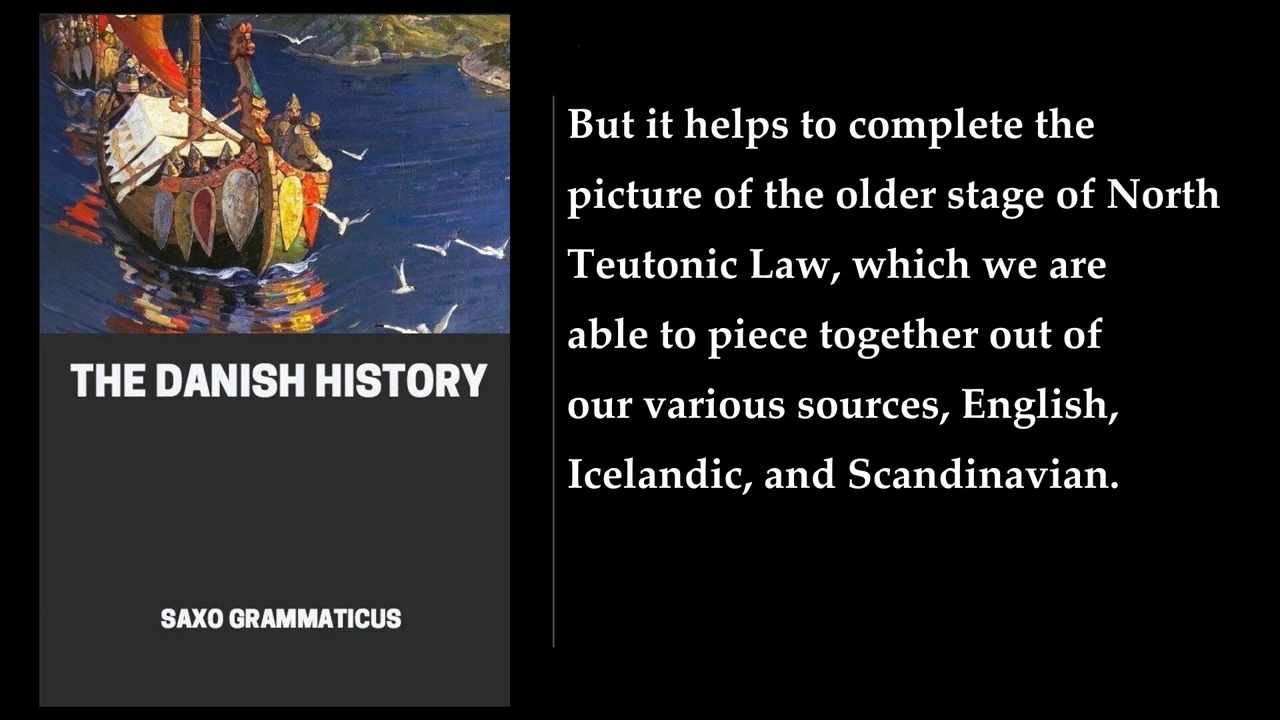 THE DANISH HISTORY
SAXO GRAMMATICUS
But it helps to complete the
picture of the older stage of North
Teutonic Law, which we are
able to piece together out of
our various sources, English,
Icelandic, and Scandinavian.